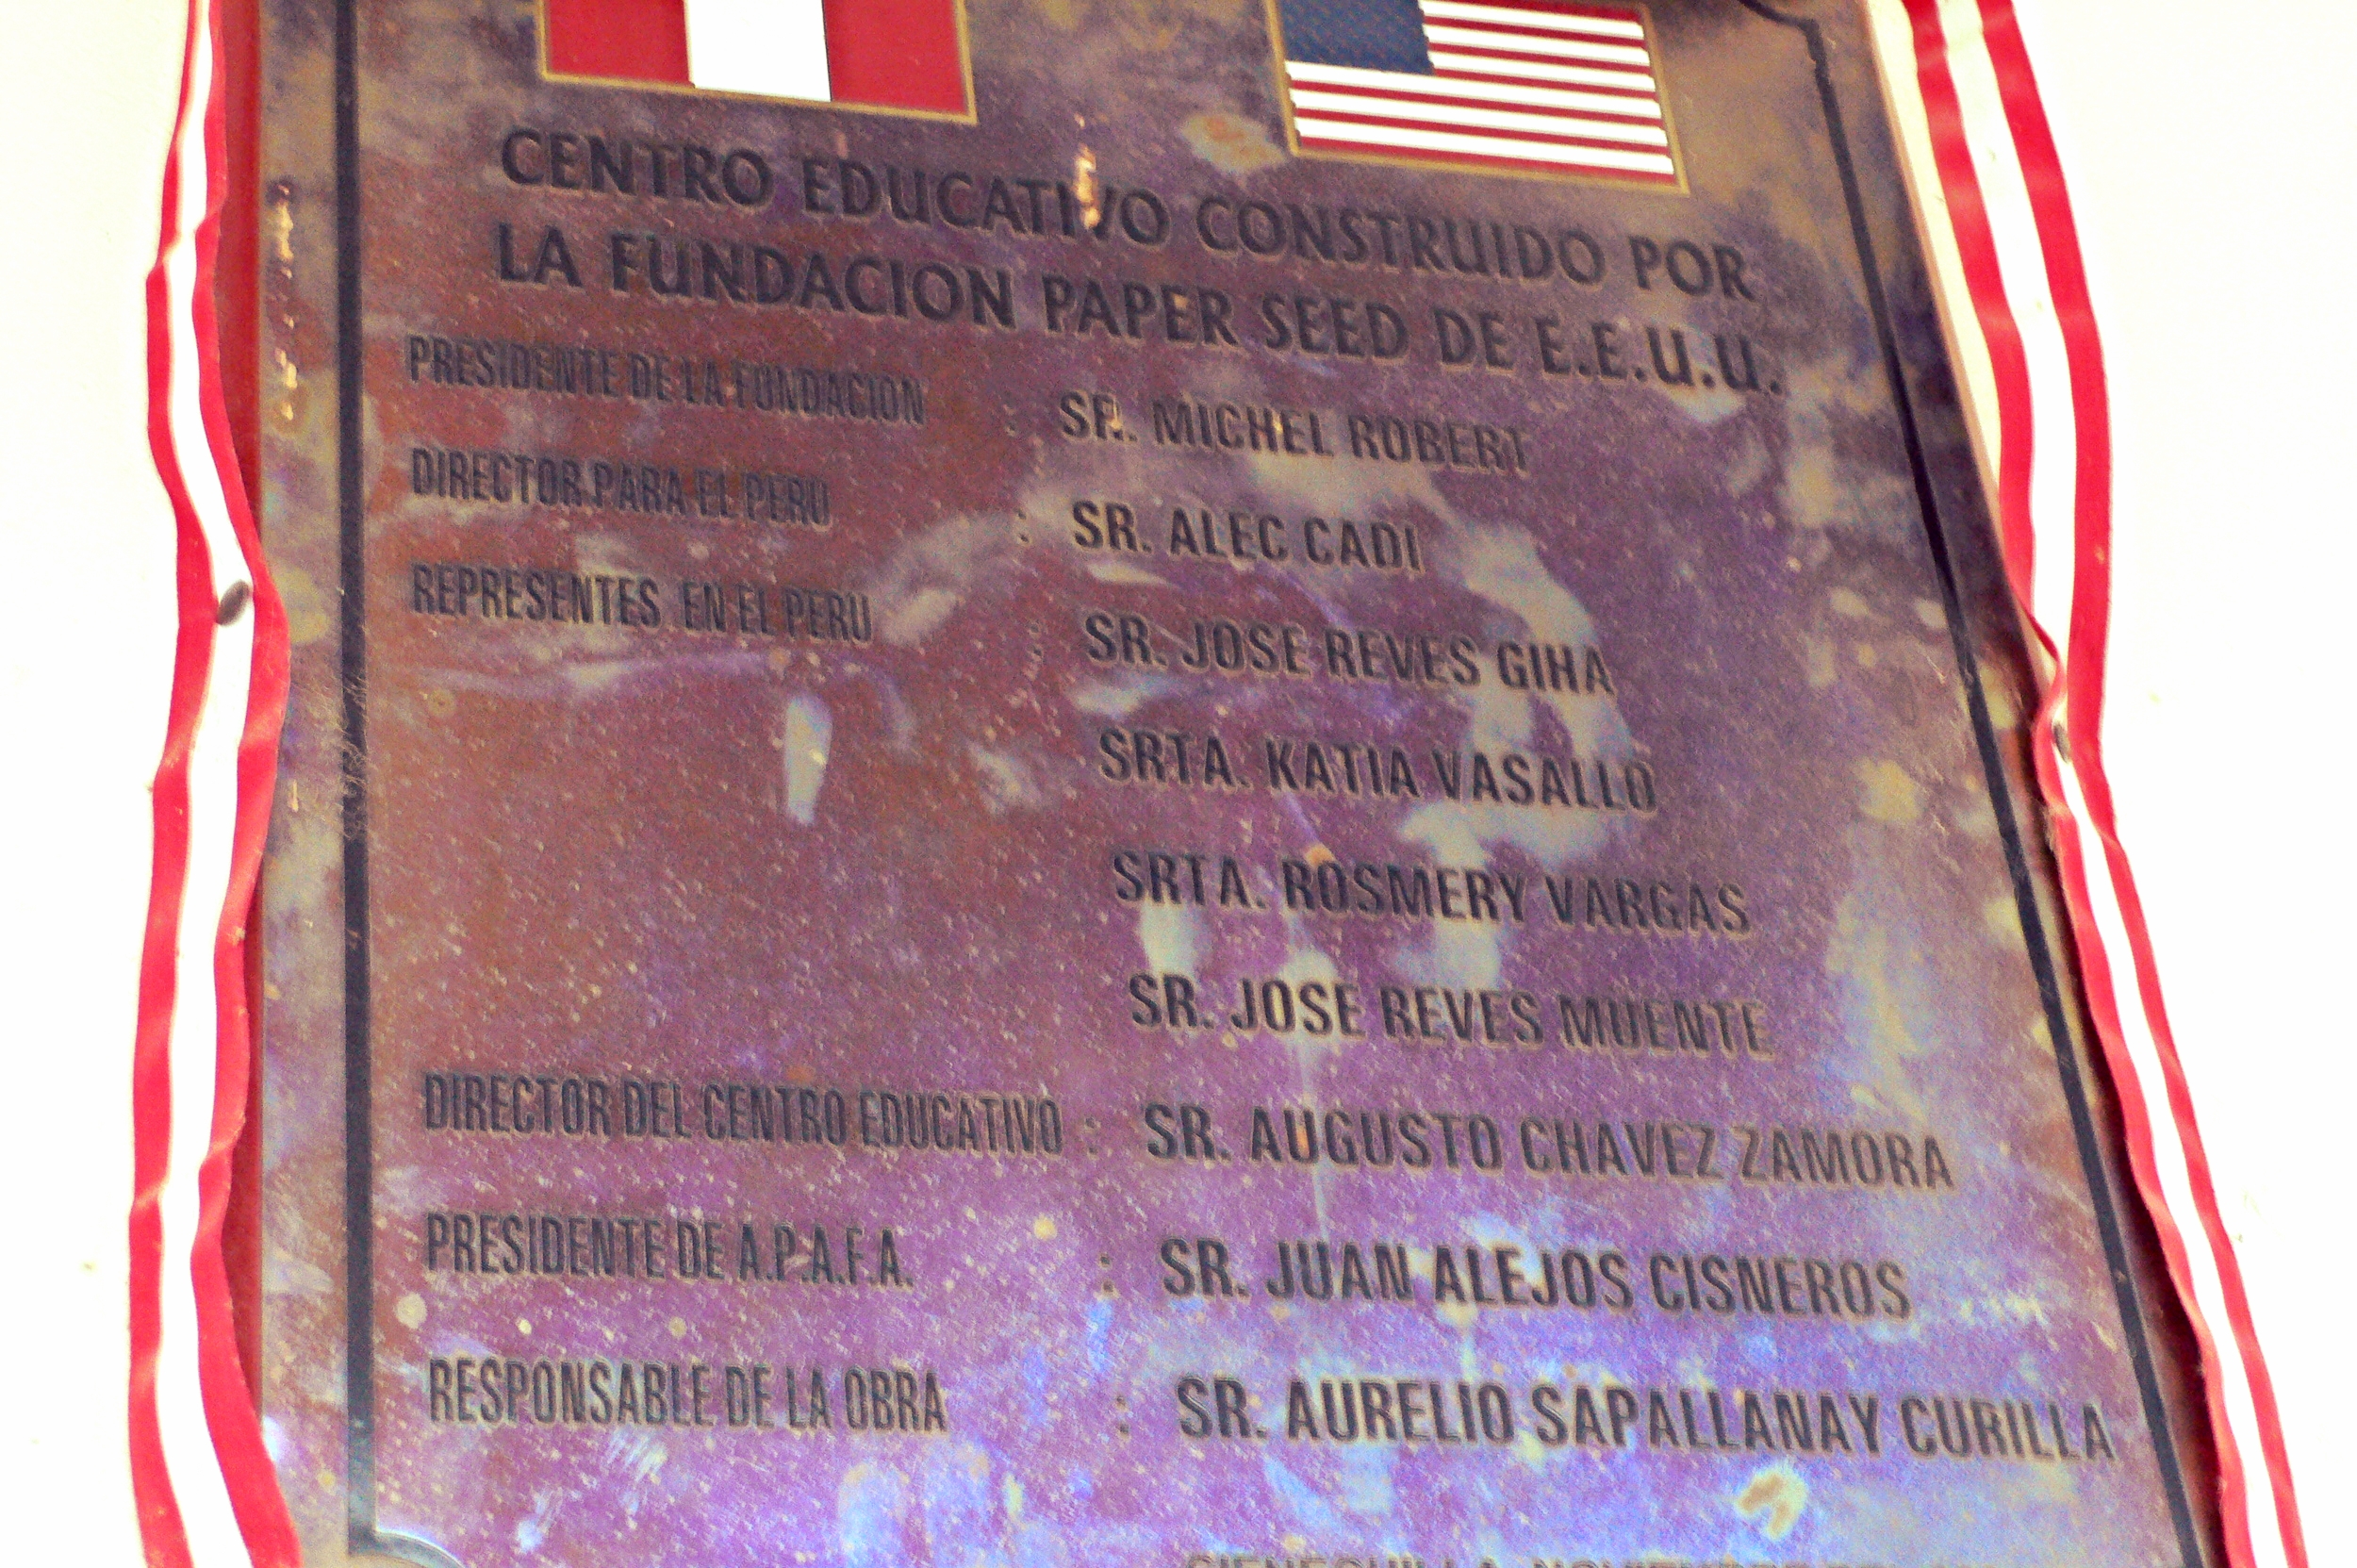 CENTRO EDUCATIVO CONSTRUIDO POR
LA FUNDACION PAPER SEED DE E.E.U.U.
PRESIDENTE DE LA FUNDACION : SR. MICHEL ROBERT
DIRECTOR PARA EL PERU : SR. ALEC CADI
REPRESENTES EN EL PERU : SR. JOSE REVES GIHA
SRTA. KATIA VASALLO
SRTA. ROSMERY VARGAS
SR. JOSE REVES MUENTE
DIRECTOR DEL CENTRO EDUCATIVO : SR. AUGUSTO CHAVEZ ZAMORA
PRESIDENTE DE A.P.A.F.A. : SR. JUAN ALEJOS CISNEROS
RESPONSABLE DE LA OBRA : SR. AURELIO SAPALLANAY CURILLA